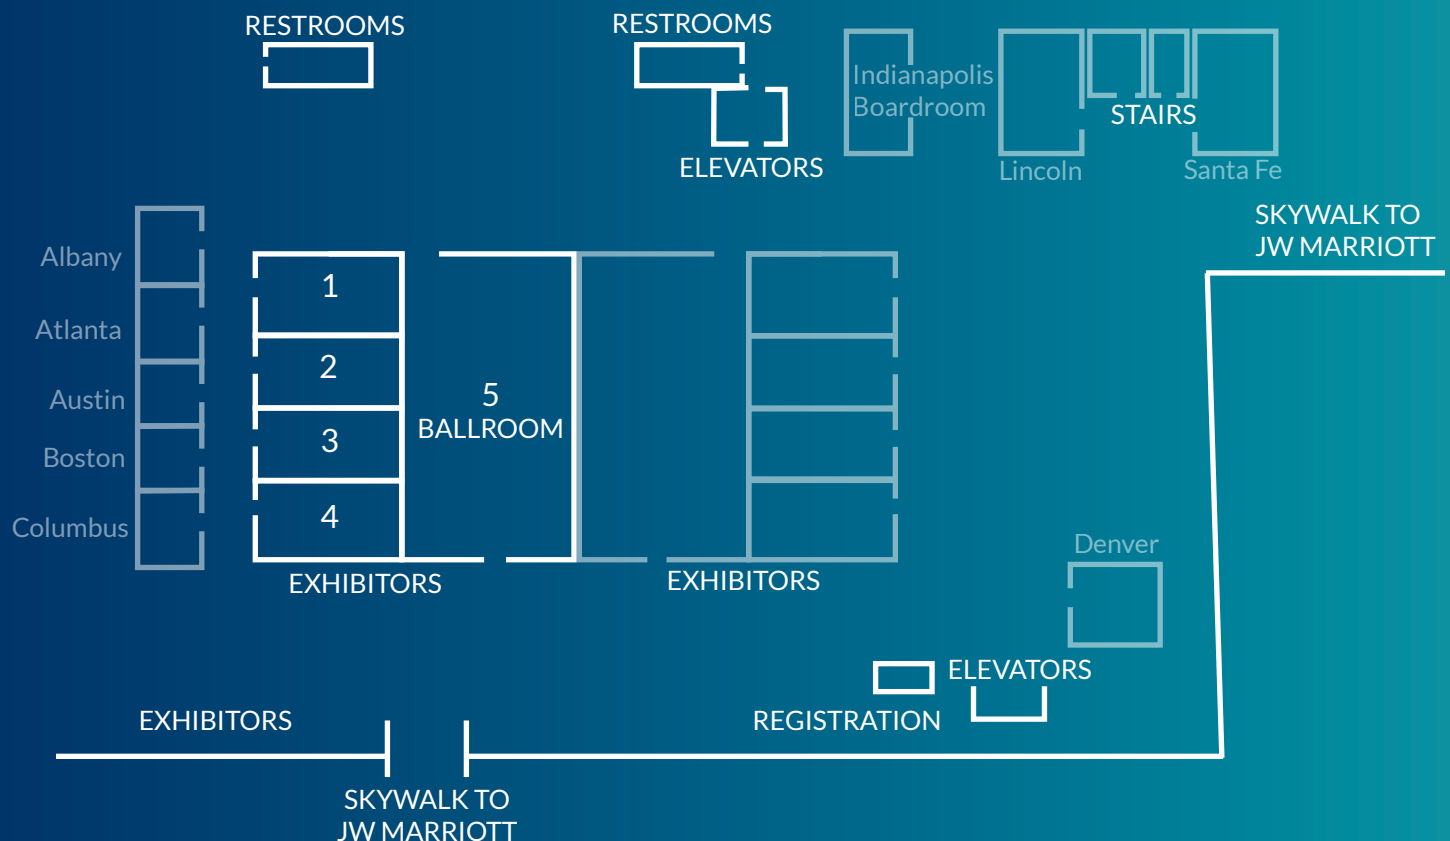 RESTROOMS
RESTROOMS
Indianapolis
Boardroom
STAIRS
ELEVATORS
Lincoln
Santa Fe
SKYWALK TO
JW MARRIOTT
Albany
1
Atlanta
2
Austin
5
BALLROOM
3
Boston
4
Columbus
EXHIBITORS
EXHIBITORS
Denver
ELEVATORS
REGISTRATION
EXHIBITORS
SKYWALK TO
JW MARRIOTT